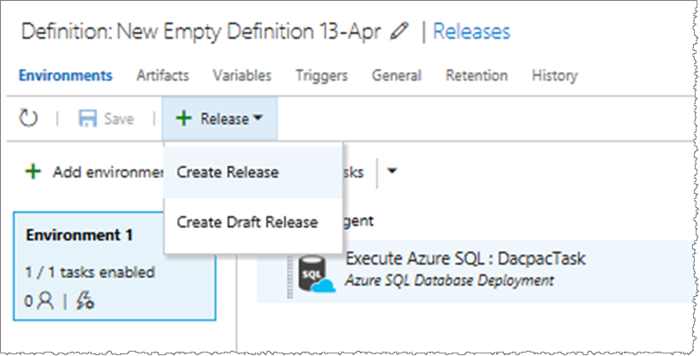 Definition: New Empty Definition 13-Apr | Releases
Environments Artifacts Variables Triggers General Retention History
Save + Release
+ Add environme
sks
Create Release
Create Draft Release
gent
Environment 1
1 / 1 tasks enabled
0
Execute Azure SQL : DacpacTask
SQL
Azure SQL Database Deployment